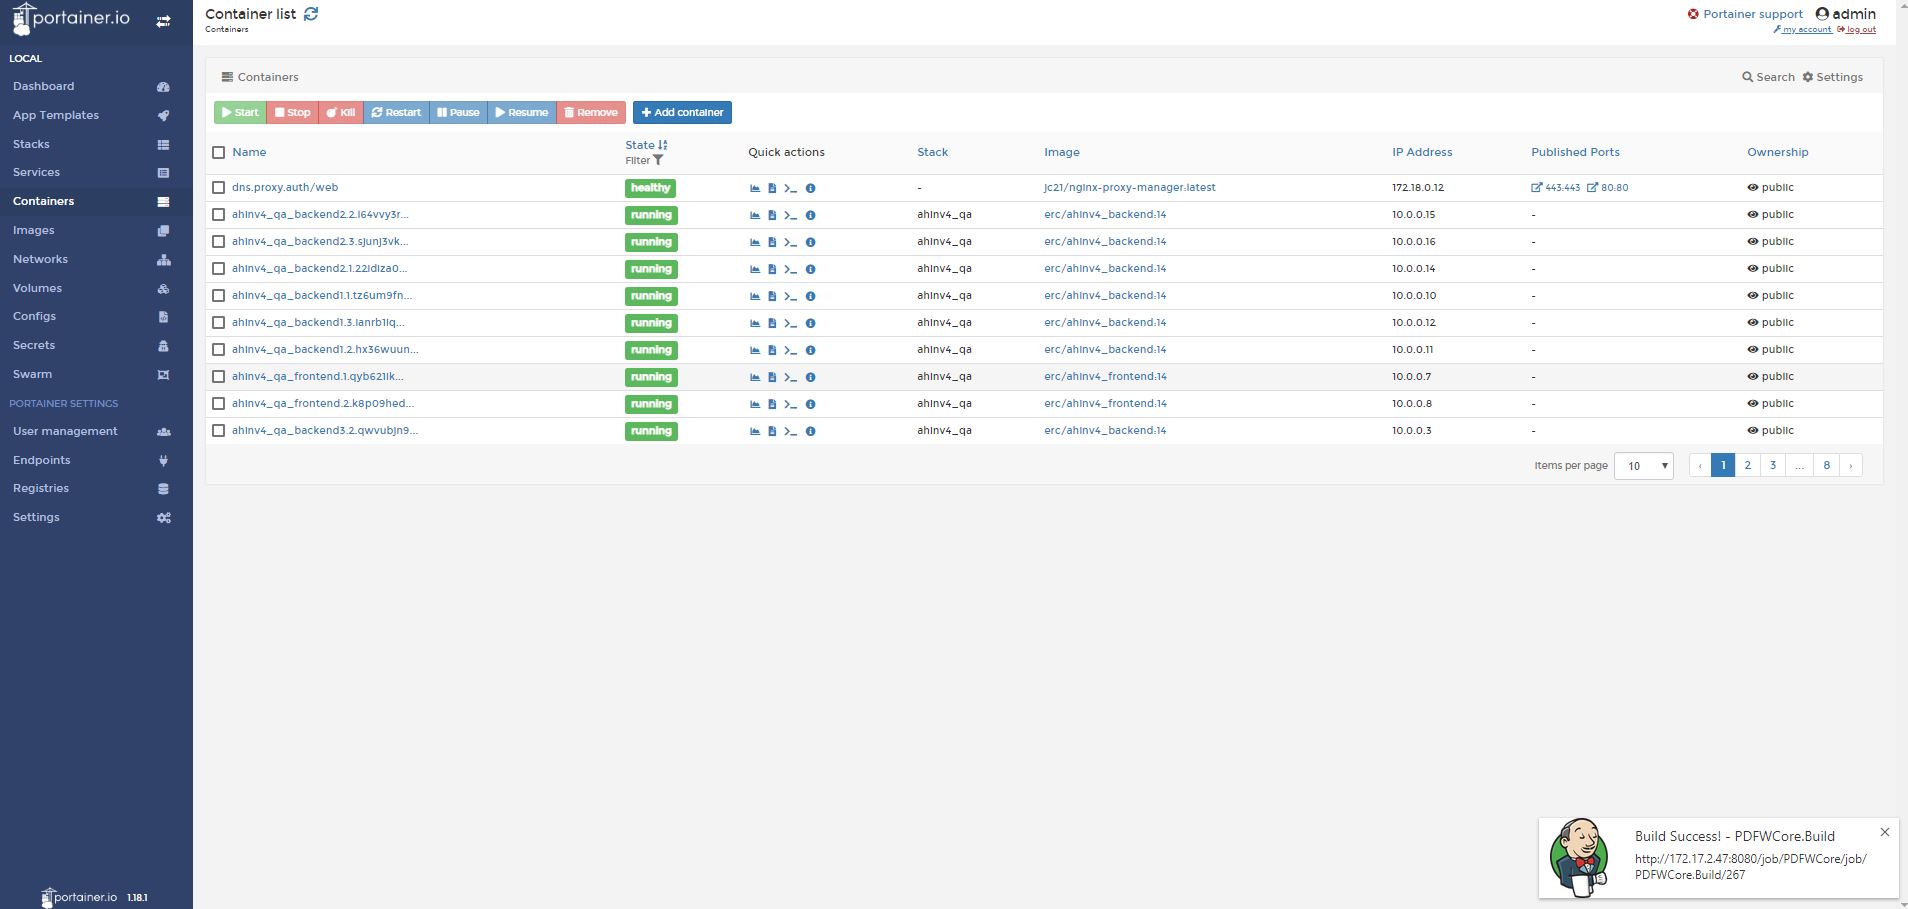 portainer.io
Container list
Containers
Portainer support admin
my account log out
LOCAL
Dashboard
App Templates
Stacks
Services
Containers
Images
Networks
Volumes
Configs
Secrets
Swarm
PORTAINER SETTINGS
User management
Endpoints
Registries
Settings
portainer.io 1.18.1
Containers
Search Settings
Start Stop Kill Restart Pause Resume Remove Add container
Name State Filter Quick actions Stack Image IP Address Published Ports Ownership
dns.proxy.auth/web healthy - jc21/nginx-proxy-manager:latest 172.18.0.12 443:443 80:80 public
ahinv4_qa_backend2.2.i64vvy3r... running ahinv4_qa erc/ahinv4_backend:14 10.0.0.15 - public
ahinv4_qa_backend2.3.sjunj3vk... running ahinv4_qa erc/ahinv4_backend:14 10.0.0.16 - public
ahinv4_qa_backend2.1.22idiza0... running ahinv4_qa erc/ahinv4_backend:14 10.0.0.14 - public
ahinv4_qa_backend1.1.tz6um9fn... running ahinv4_qa erc/ahinv4_backend:14 10.0.0.10 - public
ahinv4_qa_backend1.3.ianrb1iq... running ahinv4_qa erc/ahinv4_backend:14 10.0.0.12 - public
ahinv4_qa_backend1.2.hx36wuun... running ahinv4_qa erc/ahinv4_backend:14 10.0.0.11 - public
ahinv4_qa_frontend.1.qyb621lk... running ahinv4_qa erc/ahinv4_frontend:14 10.0.0.7 - public
ahinv4_qa_frontend.2.k8p09hed... running ahinv4_qa erc/ahinv4_frontend:14 10.0.0.8 - public
ahinv4_qa_backend3.2.qwvubjn9... running ahinv4_qa erc/ahinv4_backend:14 10.0.0.3 - public
Items per page 10 ‹ 1 2 3 ... 8 ›
Build Success! - PDFWCore.Build
http://172.17.2.47:8080/job/PDFWCore/job/
PDFWCore.Build/267